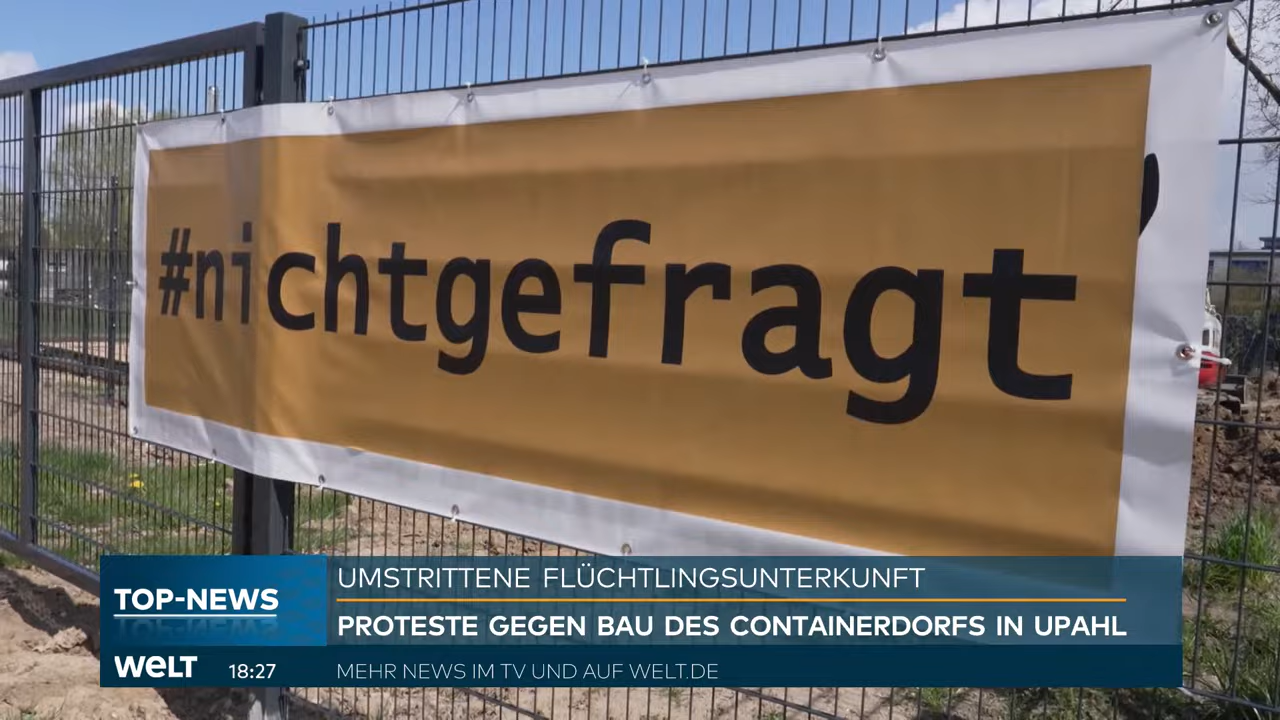 #nichtgefragt
UMSTRITTENE FLÜCHTLINGSUNTERKUNFT
TOP-NEWS
PROTESTE GEGEN BAU DES CONTAINERDORFS IN UPAHL
welt 18:27 MEHR NEWS IM TV UND AUF WELT.DE